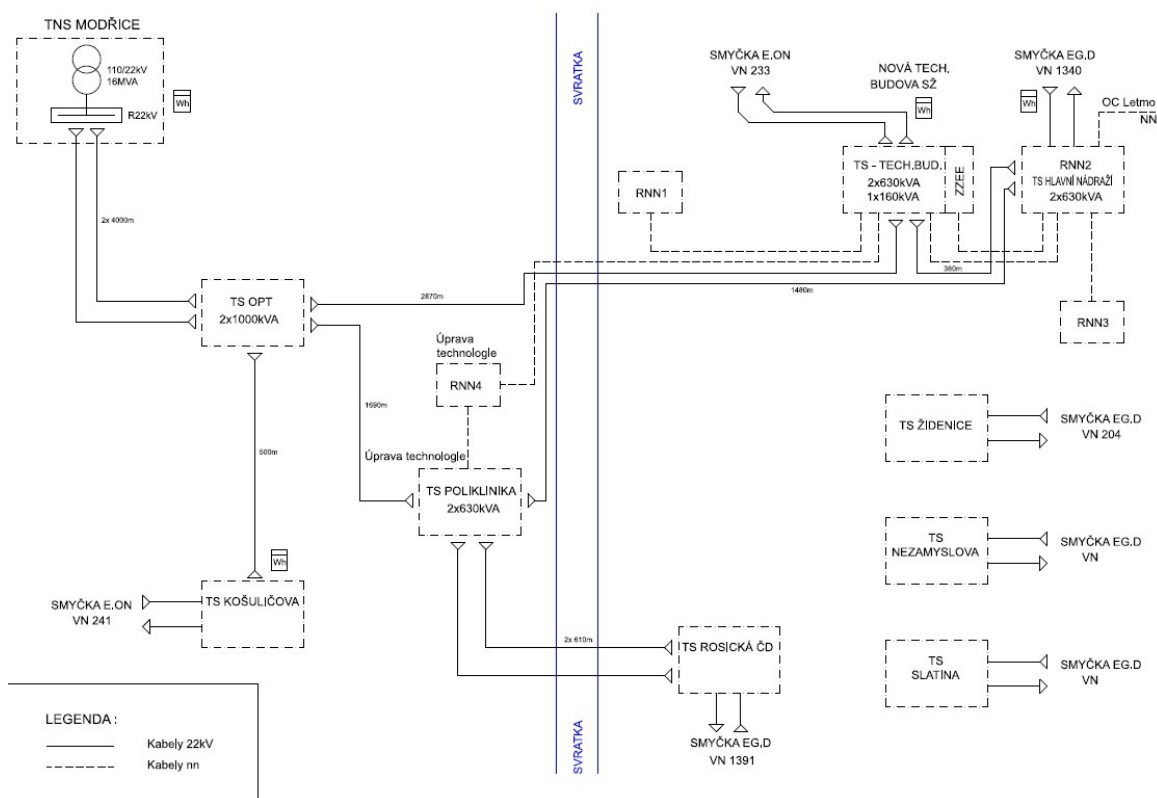 TNS MODŘICE
110/22kV
16MVA
R22kV
Wh
2x 4000m
SVRATKA
SMYČKA E.ON
VN 233
NOVÁ TECH.
BUDOVA SŽ
Wh
SMYČKA EG.D
VN 1340
Wh
OC Letmo
NN
RNN1
TS - TECH.BUD.
2x630kVA
1x160kVA
ZZEE
RNN2
TS HLAVNÍ NÁDRAŽÍ
2x630kVA
380m
1480m
2870m
RNN3
TS OPT
2x1000kVA
Úprava
technologle
RNN4
1690m
500m
Úprava technologle
TS POLIKLINIKA
2x630kVA
Wh
TS KOŠULIČOVA
SMYČKA E.ON
VN 241
2x 610m
TS ROSICKÁ ČD
SMYČKA EG,D
VN 1391
TS ŽIDENICE
SMYČKA EG.D
VN 204
TS
NEZAMYSLOVA
SMYČKA EG.D
VN
TS
SLATINA
SMYČKA EG.D
VN
SVRATKA
LEGENDA :
Kabely 22kV
Kabely nn